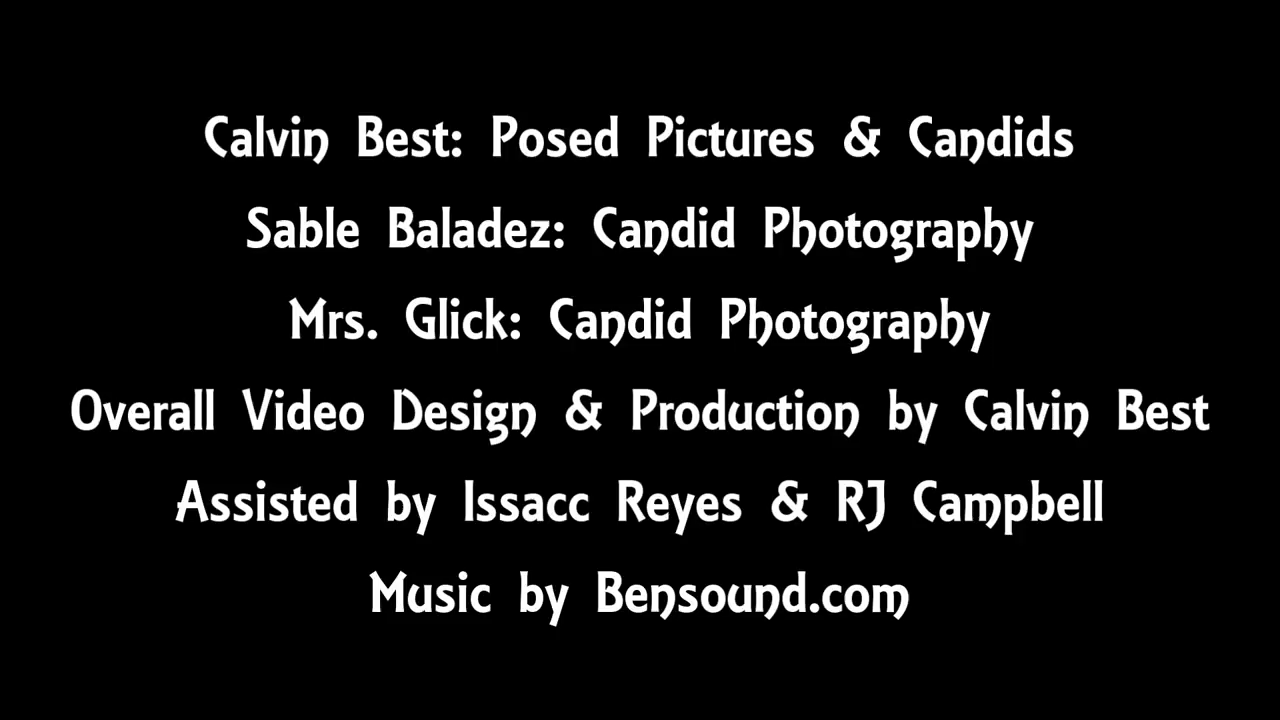 Calvin Best: Posed Pictures & Candids
Sable Baladez: Candid Photography
Mrs. Glick: Candid Photography
Overall Video Design & Production by Calvin Best
Assisted by Issacc Reyes & RJ Campbell
Music by Bensound.com